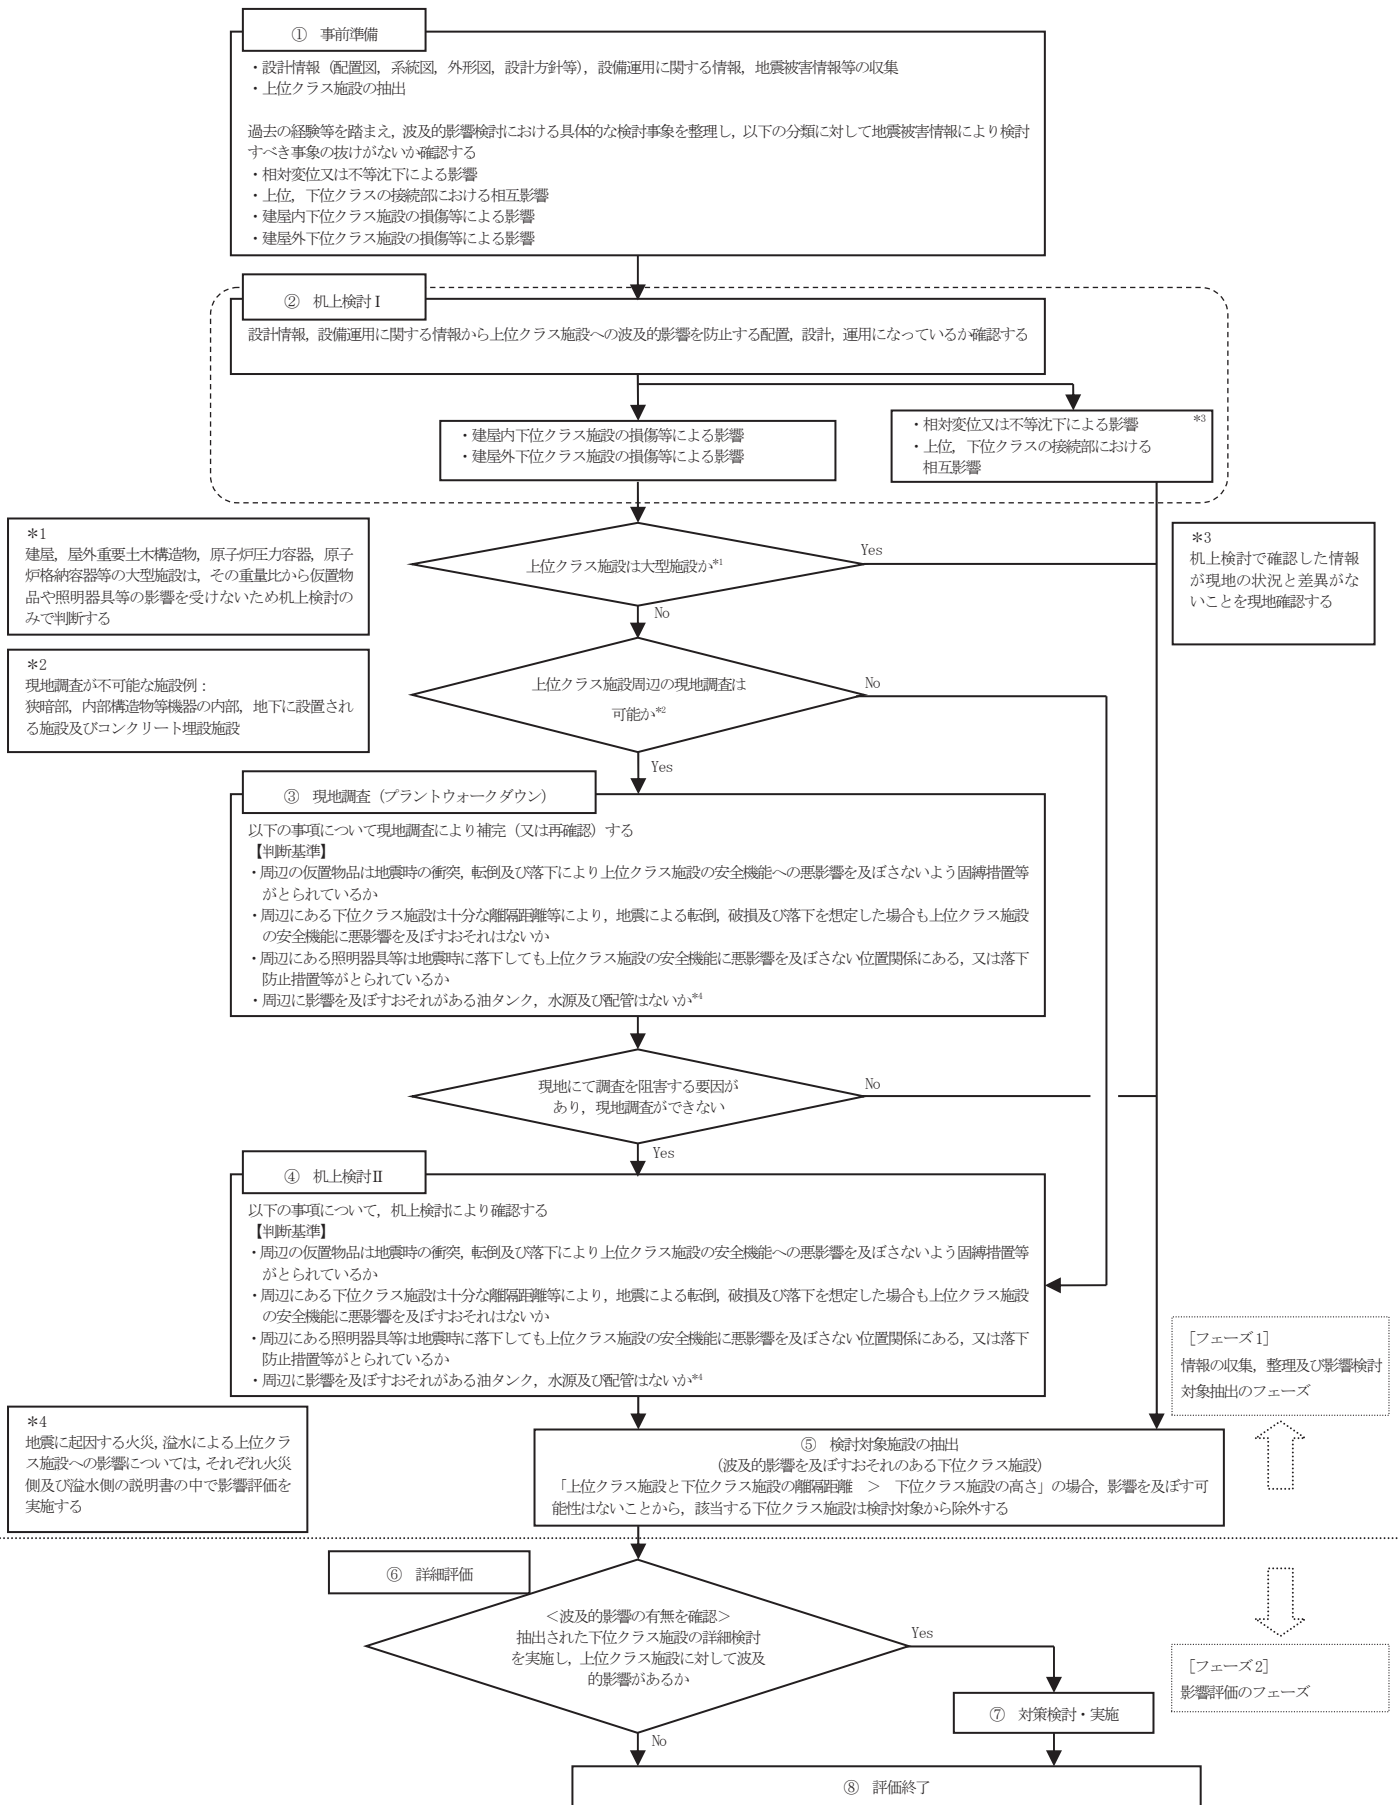 ① 事前準備
・設計情報（配置図，系統図，外形図，設計方針等），設備運用に関する情報，地震被害情報等の収集
・上位クラス施設の抽出
過去の経験等を踏まえ，波及的影響検討における具体的な検討事象を整理し，以下の分類に対して地震被害情報により検討
すべき事象の抜けがないか確認する
・相対変位又は不等沈下による影響
・上位，下位クラスの接続部における相互影響
・建屋内下位クラス施設の損傷等による影響
・建屋外下位クラス施設の損傷等による影響
② 机上検討Ⅰ
設計情報，設備運用に関する情報から上位クラス施設への波及的影響を防止する配置，設計，運用になっているか確認する
・建屋内下位クラス施設の損傷等による影響
・建屋外下位クラス施設の損傷等による影響
＊3
・相対変位又は不等沈下による影響
・上位，下位クラスの接続部における
相互影響
＊1
建屋，屋外重要土木構造物，原子炉圧力容器，原子
炉格納容器等の大型施設は，その重量比から仮置物
品や照明器具等の影響を受けないため机上検討の
みで判断する
上位クラス施設は大型施設か＊1
Yes
No
＊3
机上検討で確認した情報
が現地の状況と差異がな
いことを現地確認する
＊2
現地調査が不可能な施設例：
狭暗部，内部構造物等機器の内部，地下に設置され
る施設及びコンクリート埋設施設
上位クラス施設周辺の現地調査は
可能か＊2
No
Yes
③ 現地調査（プラントウォークダウン）
以下の事項について現地調査により補完（又は再確認）する
【判断基準】
・周辺の仮置物品は地震時の衝突，転倒及び落下により上位クラス施設の安全機能への悪影響を及ぼさないよう固縛措置等
がとられているか
・周辺にある下位クラス施設は十分な離隔距離等により，地震による転倒，破損及び落下を想定した場合も上位クラス施設
の安全機能に悪影響を及ぼすおそれはないか
・周辺にある照明器具等は地震時に落下しても上位クラス施設の安全機能に悪影響を及ぼさない位置関係にある，又は落下
防止措置等がとられているか
・周辺に影響を及ぼすおそれがある油タンク，水源及び配管はないか＊4
現地にて調査を阻害する要因が
あり，現地調査ができない
No
Yes
④ 机上検討Ⅱ
以下の事項について，机上検討により確認する
【判断基準】
・周辺の仮置物品は地震時の衝突，転倒及び落下により上位クラス施設の安全機能への悪影響を及ぼさないよう固縛措置等
がとられているか
・周辺にある下位クラス施設は十分な離隔距離等により，地震による転倒，破損及び落下を想定した場合も上位クラス施設
の安全機能に悪影響を及ぼすおそれはないか
・周辺にある照明器具等は地震時に落下しても上位クラス施設の安全機能に悪影響を及ぼさない位置関係にある，又は落下
防止措置等がとられているか
・周辺に影響を及ぼすおそれがある油タンク，水源及び配管はないか＊4
［フェーズ1］
情報の収集，整理及び影響検討
対象抽出のフェーズ
＊4
地震に起因する火災，溢水による上位クラ
ス施設への影響については，それぞれ火災
側及び溢水側の説明書の中で影響評価を
実施する
⑤ 検討対象施設の抽出
（波及的影響を及ぼすおそれのある下位クラス施設）
「上位クラス施設と下位クラス施設の離隔距離 ＞ 下位クラス施設の高さ」の場合，影響を及ぼす可
能性はないことから，該当する下位クラス施設は検討対象から除外する
⑥ 詳細評価
＜波及的影響の有無を確認＞
抽出された下位クラス施設の詳細検討
を実施し，上位クラス施設に対して波及
的影響があるか
Yes
No
［フェーズ2］
影響評価のフェーズ
⑦ 対策検討・実施
⑧ 評価終了